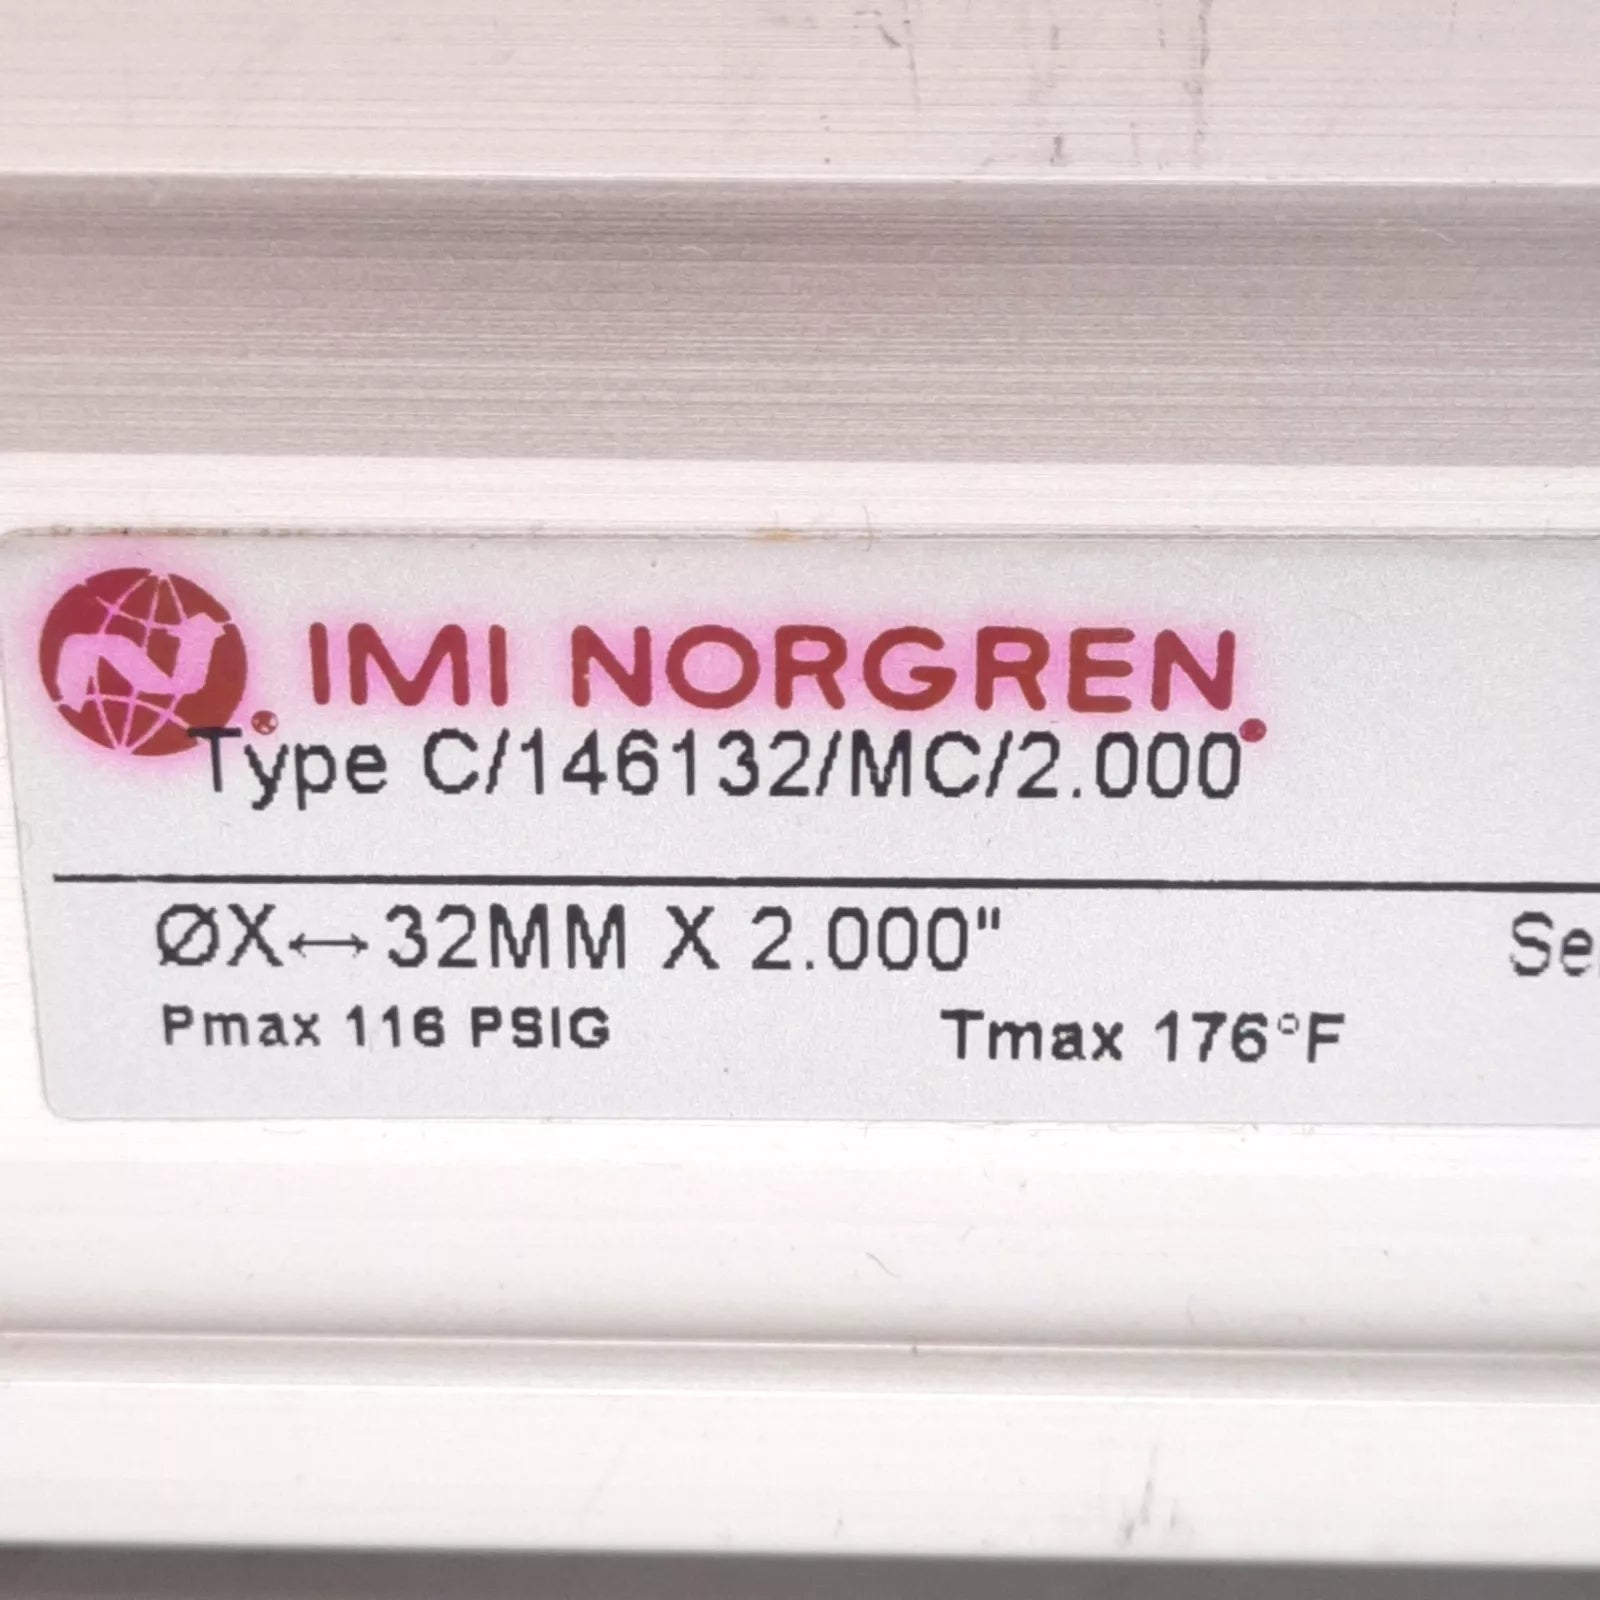 IMI NORGREN.
Type C/146132/MC/2.000
ØX↔32MM X 2.000"
Pmax 116 PSIG Tmax 176°F